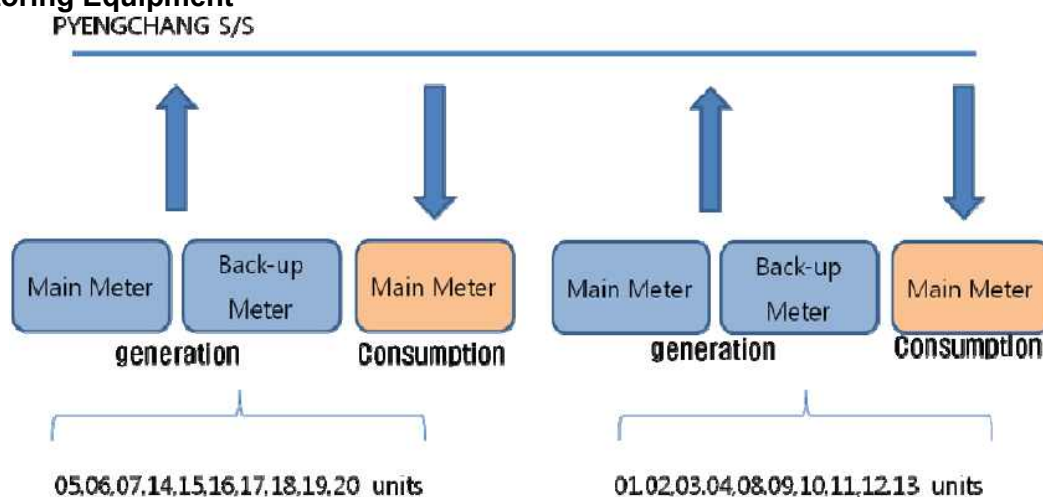 toring Equipment
PYENGCHANG S/S
Main Meter
Back-up
Meter
Main Meter
Main Meter
Back-up
Meter
Main Meter
generation
Consumption
generation
Consumption
05,06,07,14,15,16,17,18,19,20 units
01,02,03,04,08,09,10,11,12,13 units